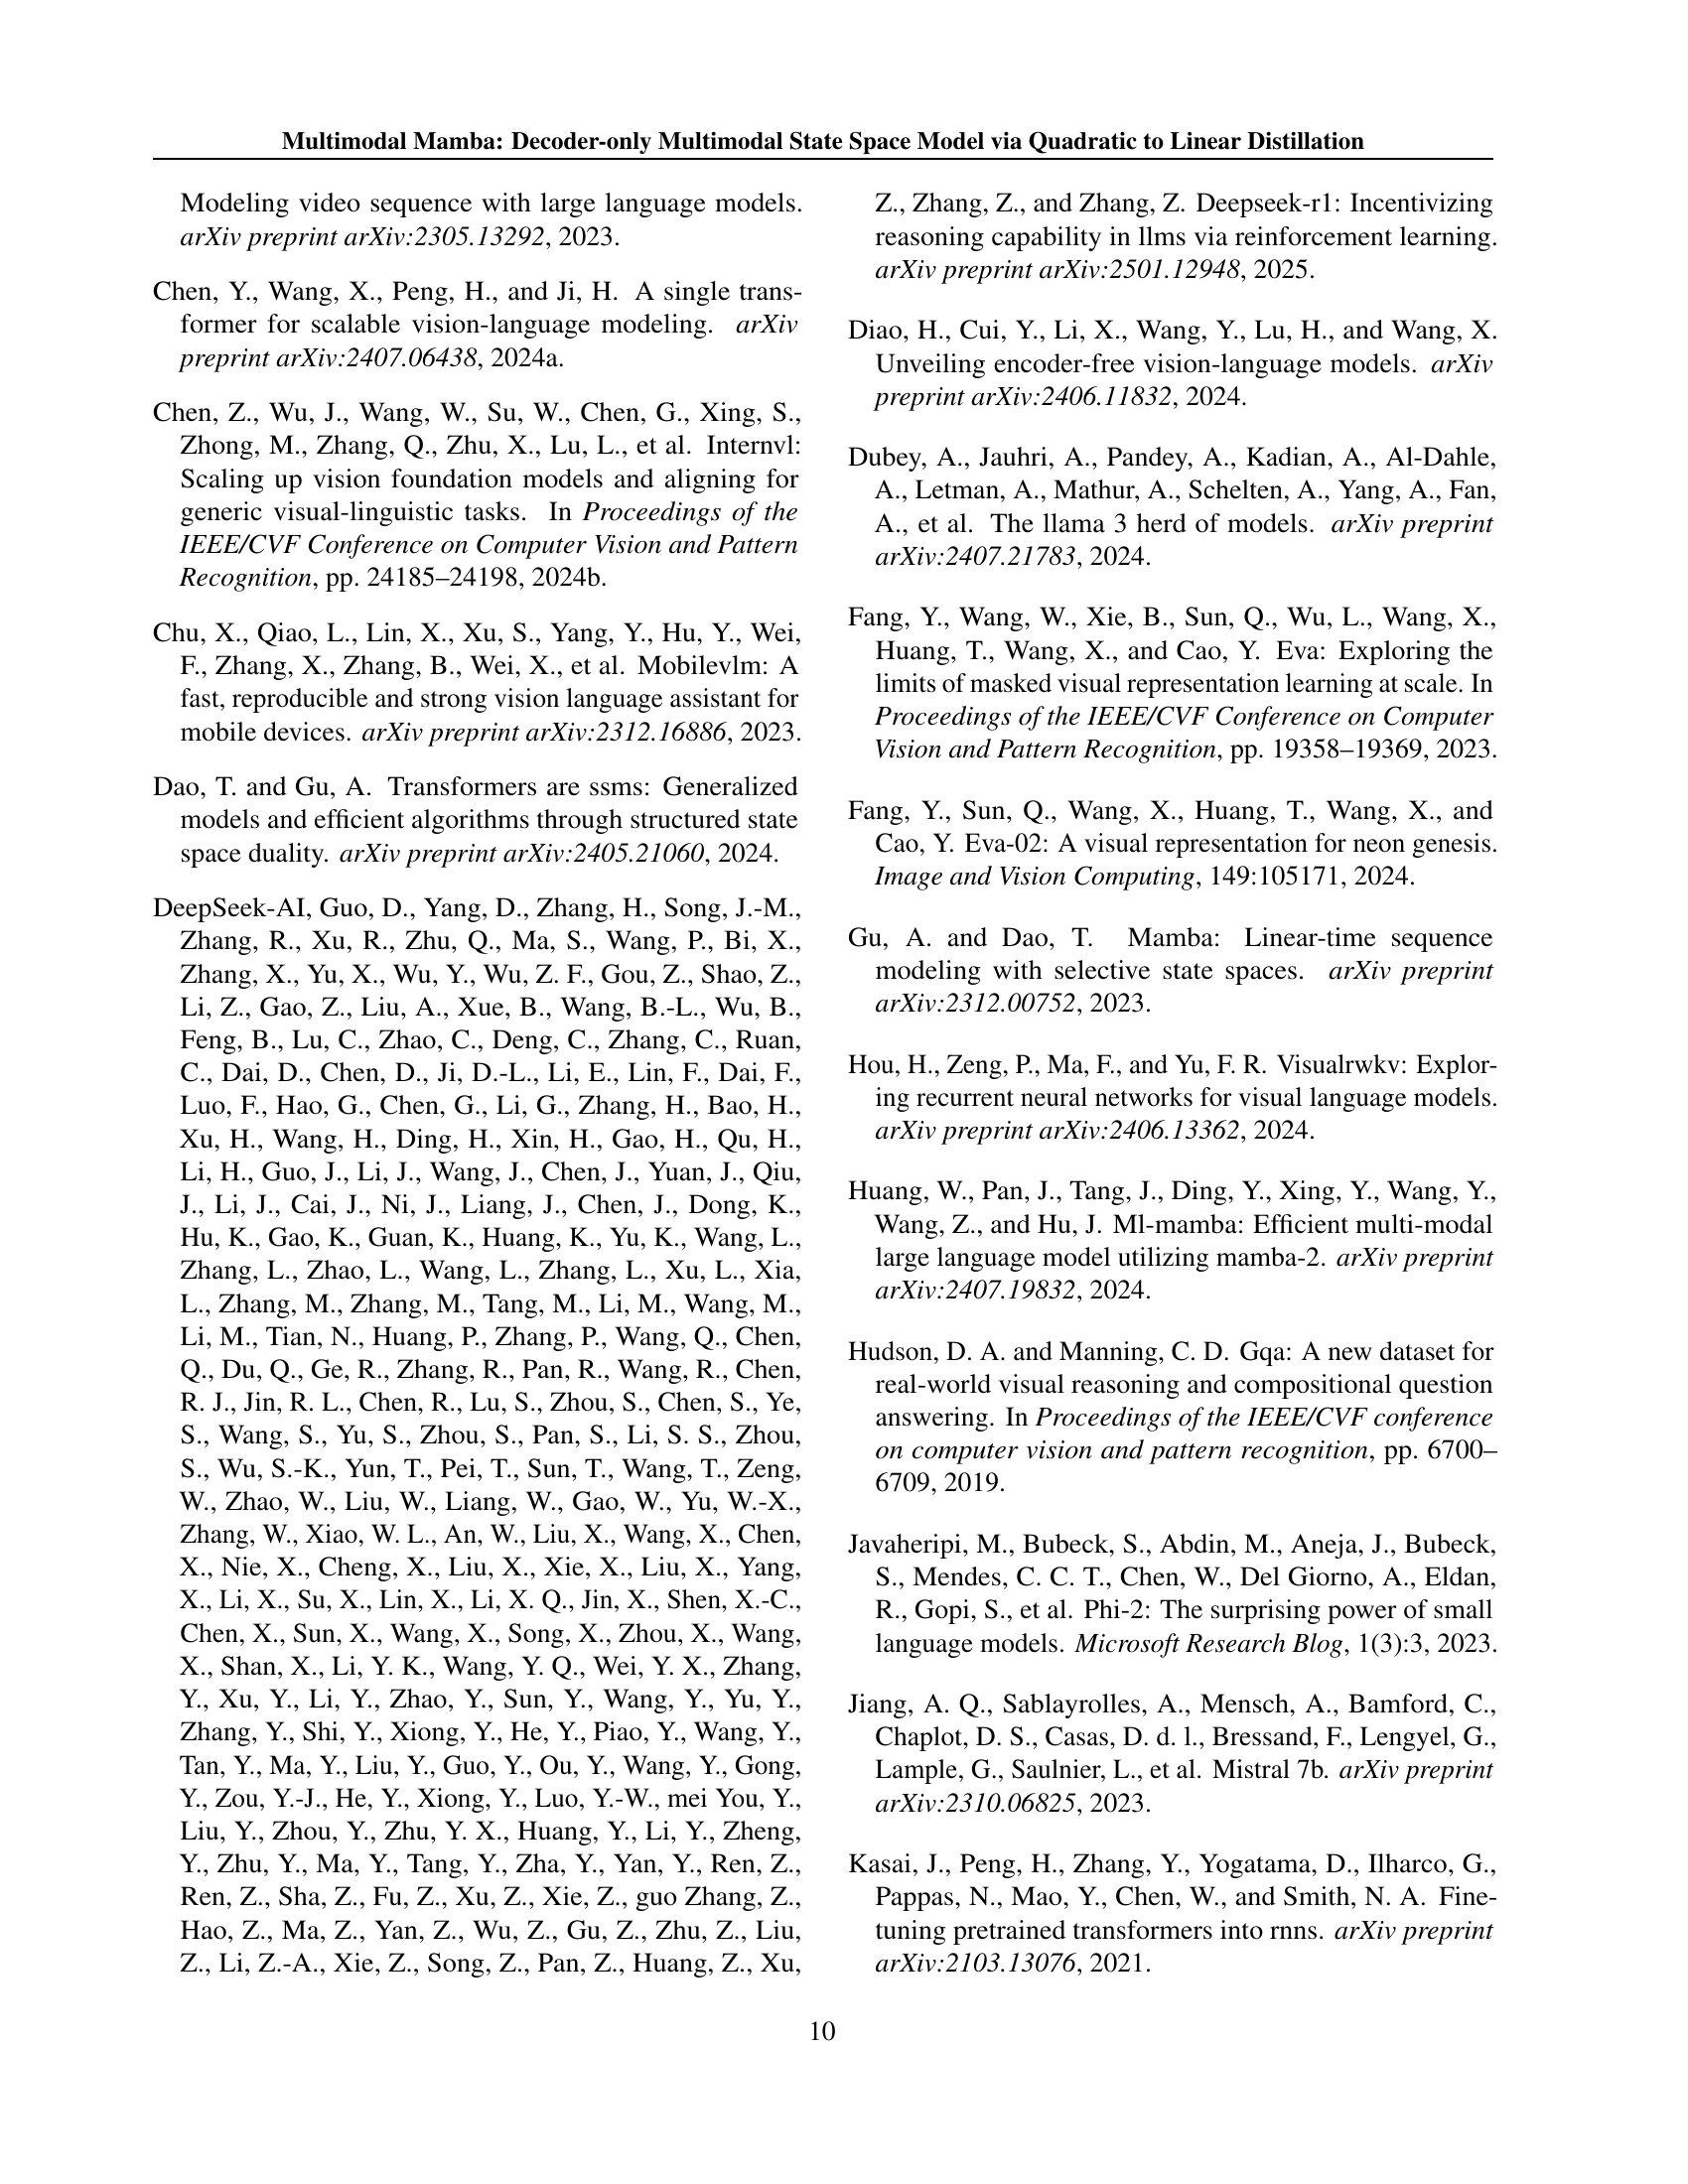 Multimodal Mamba: Decoder-only Multimodal State Space Model via Quadratic to Linear Distillation
Modeling video sequence with large language models.
arXiv preprint arXiv:2305.13292, 2023.
Chen, Y., Wang, X., Peng, H., and Ji, H. A single trans-
former for scalable vision-language modeling. arXiv
preprint arXiv:2407.06438, 2024a.
Chen, Z., Wu, J., Wang, W., Su, W., Chen, G., Xing, S.,
Zhong, M., Zhang, Q., Zhu, X., Lu, L., et al. Internvl:
Scaling up vision foundation models and aligning for
generic visual-linguistic tasks. In Proceedings of the
IEEE/CVF Conference on Computer Vision and Pattern
Recognition, pp. 24185–24198, 2024b.
Chu, X., Qiao, L., Lin, X., Xu, S., Yang, Y., Hu, Y., Wei,
F., Zhang, X., Zhang, B., Wei, X., et al. Mobilevlm: A
fast, reproducible and strong vision language assistant for
mobile devices. arXiv preprint arXiv:2312.16886, 2023.
Dao, T. and Gu, A. Transformers are ssms: Generalized
models and efficient algorithms through structured state
space duality. arXiv preprint arXiv:2405.21060, 2024.
DeepSeek-AI, Guo, D., Yang, D., Zhang, H., Song, J.-M.,
Zhang, R., Xu, R., Zhu, Q., Ma, S., Wang, P., Bi, X.,
Zhang, X., Yu, X., Wu, Y., Wu, Z. F., Gou, Z., Shao, Z.,
Li, Z., Gao, Z., Liu, A., Xue, B., Wang, B.-L., Wu, B.,
Feng, B., Lu, C., Zhao, C., Deng, C., Zhang, C., Ruan,
C., Dai, D., Chen, D., Ji, D.-L., Li, E., Lin, F., Dai, F.,
Luo, F., Hao, G., Chen, G., Li, G., Zhang, H., Bao, H.,
Xu, H., Wang, H., Ding, H., Xin, H., Gao, H., Qu, H.,
Li, H., Guo, J., Li, J., Wang, J., Chen, J., Yuan, J., Qiu,
J., Li, J., Cai, J., Ni, J., Liang, J., Chen, J., Dong, K.,
Hu, K., Gao, K., Guan, K., Huang, K., Yu, K., Wang, L.,
Zhang, L., Zhao, L., Wang, L., Zhang, L., Xu, L., Xia,
L., Zhang, M., Zhang, M., Tang, M., Li, M., Wang, M.,
Li, M., Tian, N., Huang, P., Zhang, P., Wang, Q., Chen,
Q., Du, Q., Ge, R., Zhang, R., Pan, R., Wang, R., Chen,
R. J., Jin, R. L., Chen, R., Lu, S., Zhou, S., Chen, S., Ye,
S., Wang, S., Yu, S., Zhou, S., Pan, S., Li, S. S., Zhou,
S., Wu, S.-K., Yun, T., Pei, T., Sun, T., Wang, T., Zeng,
W., Zhao, W., Liu, W., Liang, W., Gao, W., Yu, W.-X.,
Zhang, W., Xiao, W. L., An, W., Liu, X., Wang, X., Chen,
X., Nie, X., Cheng, X., Liu, X., Xie, X., Liu, X., Yang,
X., Li, X., Su, X., Lin, X., Li, X. Q., Jin, X., Shen, X.-C.,
Chen, X., Sun, X., Wang, X., Song, X., Zhou, X., Wang,
X., Shan, X., Li, Y. K., Wang, Y. Q., Wei, Y. X., Zhang,
Y., Xu, Y., Li, Y., Zhao, Y., Sun, Y., Wang, Y., Yu, Y.,
Zhang, Y., Shi, Y., Xiong, Y., He, Y., Piao, Y., Wang, Y.,
Tan, Y., Ma, Y., Liu, Y., Guo, Y., Ou, Y., Wang, Y., Gong,
Y., Zou, Y.-J., He, Y., Xiong, Y., Luo, Y.-W., mei You, Y.,
Liu, Y., Zhou, Y., Zhu, Y. X., Huang, Y., Li, Y., Zheng,
Y., Zhu, Y., Ma, Y., Tang, Y., Zha, Y., Yan, Y., Ren, Z.,
Ren, Z., Sha, Z., Fu, Z., Xu, Z., Xie, Z., guo Zhang, Z.,
Hao, Z., Ma, Z., Yan, Z., Wu, Z., Gu, Z., Zhu, Z., Liu,
Z., Li, Z.-A., Xie, Z., Song, Z., Pan, Z., Huang, Z., Xu,
Z., Zhang, Z., and Zhang, Z. Deepseek-r1: Incentivizing
reasoning capability in llms via reinforcement learning.
arXiv preprint arXiv:2501.12948, 2025.
Diao, H., Cui, Y., Li, X., Wang, Y., Lu, H., and Wang, X.
Unveiling encoder-free vision-language models. arXiv
preprint arXiv:2406.11832, 2024.
Dubey, A., Jauhri, A., Pandey, A., Kadian, A., Al-Dahle,
A., Letman, A., Mathur, A., Schelten, A., Yang, A., Fan,
A., et al. The llama 3 herd of models. arXiv preprint
arXiv:2407.21783, 2024.
Fang, Y., Wang, W., Xie, B., Sun, Q., Wu, L., Wang, X.,
Huang, T., Wang, X., and Cao, Y. Eva: Exploring the
limits of masked visual representation learning at scale. In
Proceedings of the IEEE/CVF Conference on Computer
Vision and Pattern Recognition, pp. 19358–19369, 2023.
Fang, Y., Sun, Q., Wang, X., Huang, T., Wang, X., and
Cao, Y. Eva-02: A visual representation for neon genesis.
Image and Vision Computing, 149:105171, 2024.
Gu, A. and Dao, T. Mamba: Linear-time sequence
modeling with selective state spaces. arXiv preprint
arXiv:2312.00752, 2023.
Hou, H., Zeng, P., Ma, F., and Yu, F. R. Visualrwkv: Explor-
ing recurrent neural networks for visual language models.
arXiv preprint arXiv:2406.13362, 2024.
Huang, W., Pan, J., Tang, J., Ding, Y., Xing, Y., Wang, Y.,
Wang, Z., and Hu, J. Ml-mamba: Efficient multi-modal
large language model utilizing mamba-2. arXiv preprint
arXiv:2407.19832, 2024.
Hudson, D. A. and Manning, C. D. Gqa: A new dataset for
real-world visual reasoning and compositional question
answering. In Proceedings of the IEEE/CVF conference
on computer vision and pattern recognition, pp. 6700–
6709, 2019.
Javaheripi, M., Bubeck, S., Abdin, M., Aneja, J., Bubeck,
S., Mendes, C. C. T., Chen, W., Del Giorno, A., Eldan,
R., Gopi, S., et al. Phi-2: The surprising power of small
language models. Microsoft Research Blog, 1(3):3, 2023.
Jiang, A. Q., Sablayrolles, A., Mensch, A., Bamford, C.,
Chaplot, D. S., Casas, D. d. l., Bressand, F., Lengyel, G.,
Lample, G., Saulnier, L., et al. Mistral 7b. arXiv preprint
arXiv:2310.06825, 2023.
Kasai, J., Peng, H., Zhang, Y., Yogatama, D., Ilharco, G.,
Pappas, N., Mao, Y., Chen, W., and Smith, N. A. Fine-
tuning pretrained transformers into rnns. arXiv preprint
arXiv:2103.13076, 2021.
10